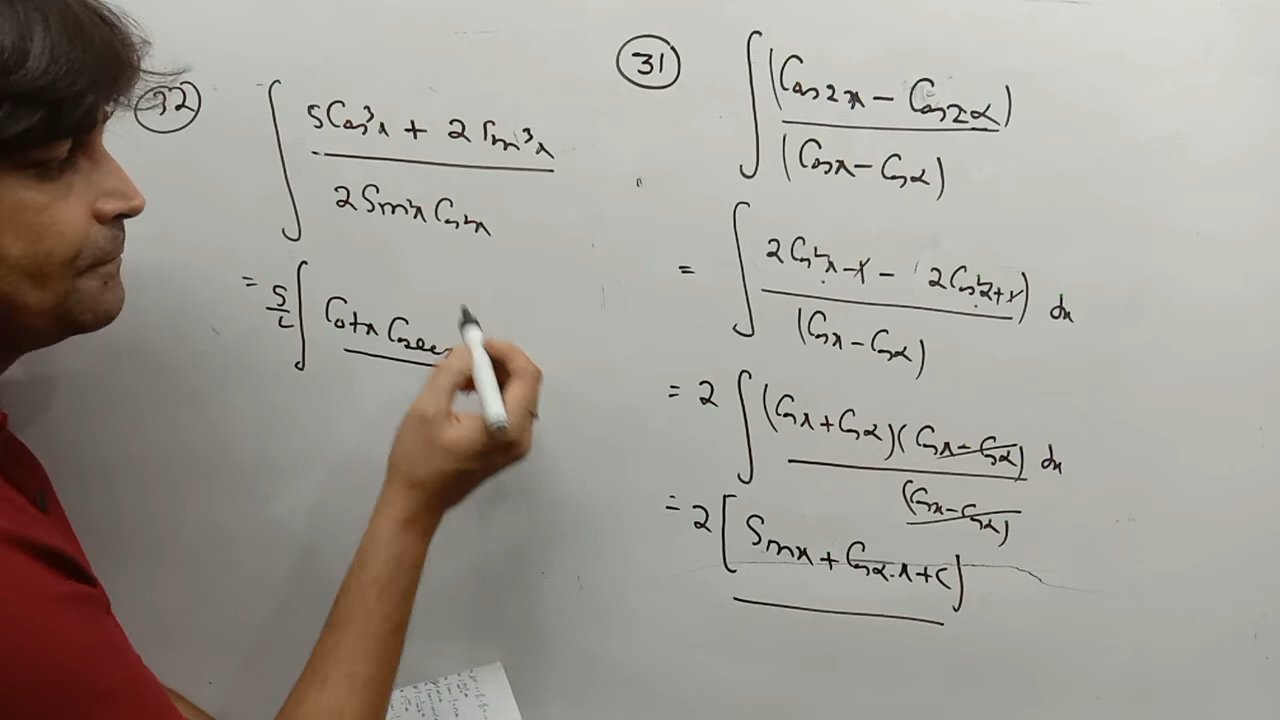 32
∫ 5Cos³x + 2Sin³x / 2Sin²x Cos²x
= 5/2 ∫ Cotx Cosec
31
∫ (Cos2x − Cos2α) / (Cosx − Cosα)
= ∫ 2Cos²x − 1 − 2Cos²α + 1) / (Cosx − Cosα) dx
= 2 ∫ (Cosx + Cosα)(Cosx − Cosα) / (Cosx − Cosα) dx
= 2 [Sinx + Cosα·x + c]